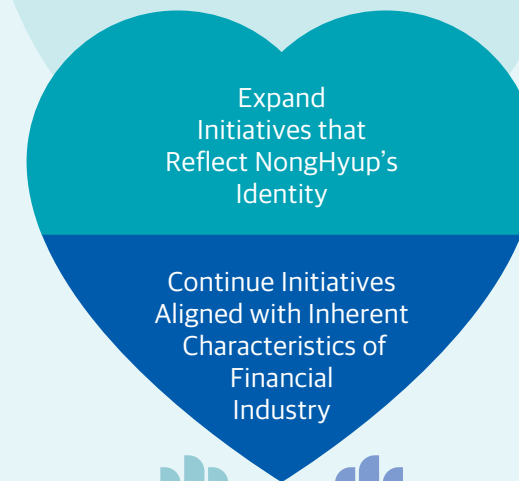 Expand
Initiatives that
Reflect NongHyup’s
Identity
Continue Initiatives
Aligned with Inherent
Characteristics of
Financial
Industry